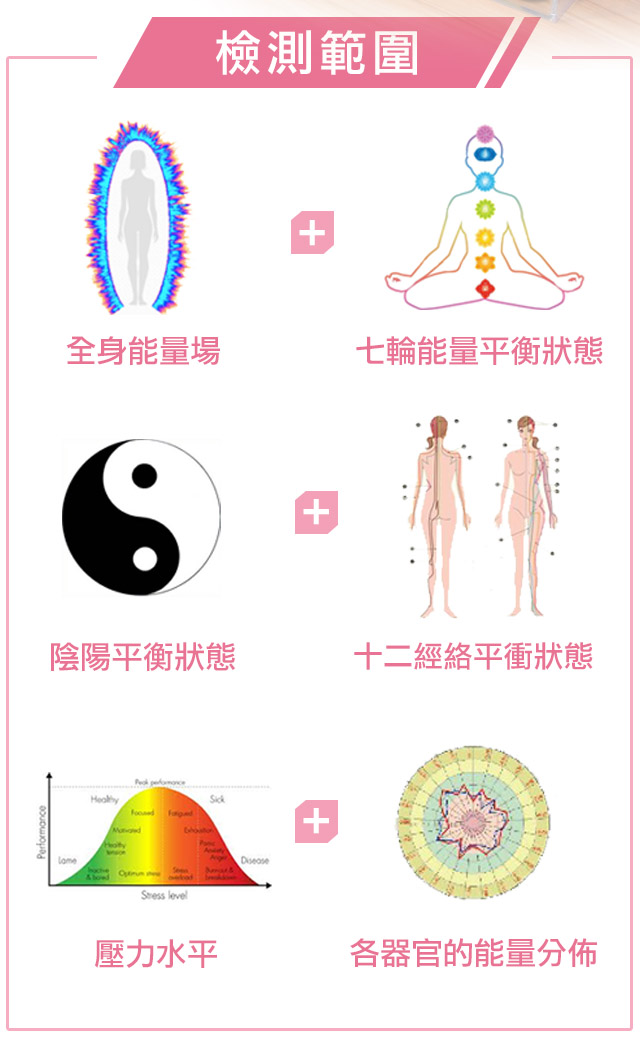 檢測範圍
全身能量場
七輪能量平衡狀態
陰陽平衡狀態
十二經絡平衝狀態
Peak performance
Healthy
Sick
Focused
Fatigued
Motivated
Exhaustion
Healthy
tension
Panic
Anxiety
Anger
Lame
Disease
Inactive
& bored
Optimum stress
Stress
overload
Burn-out &
breakdown
Performance
Stress level
壓力水平
各器官的能量分佈